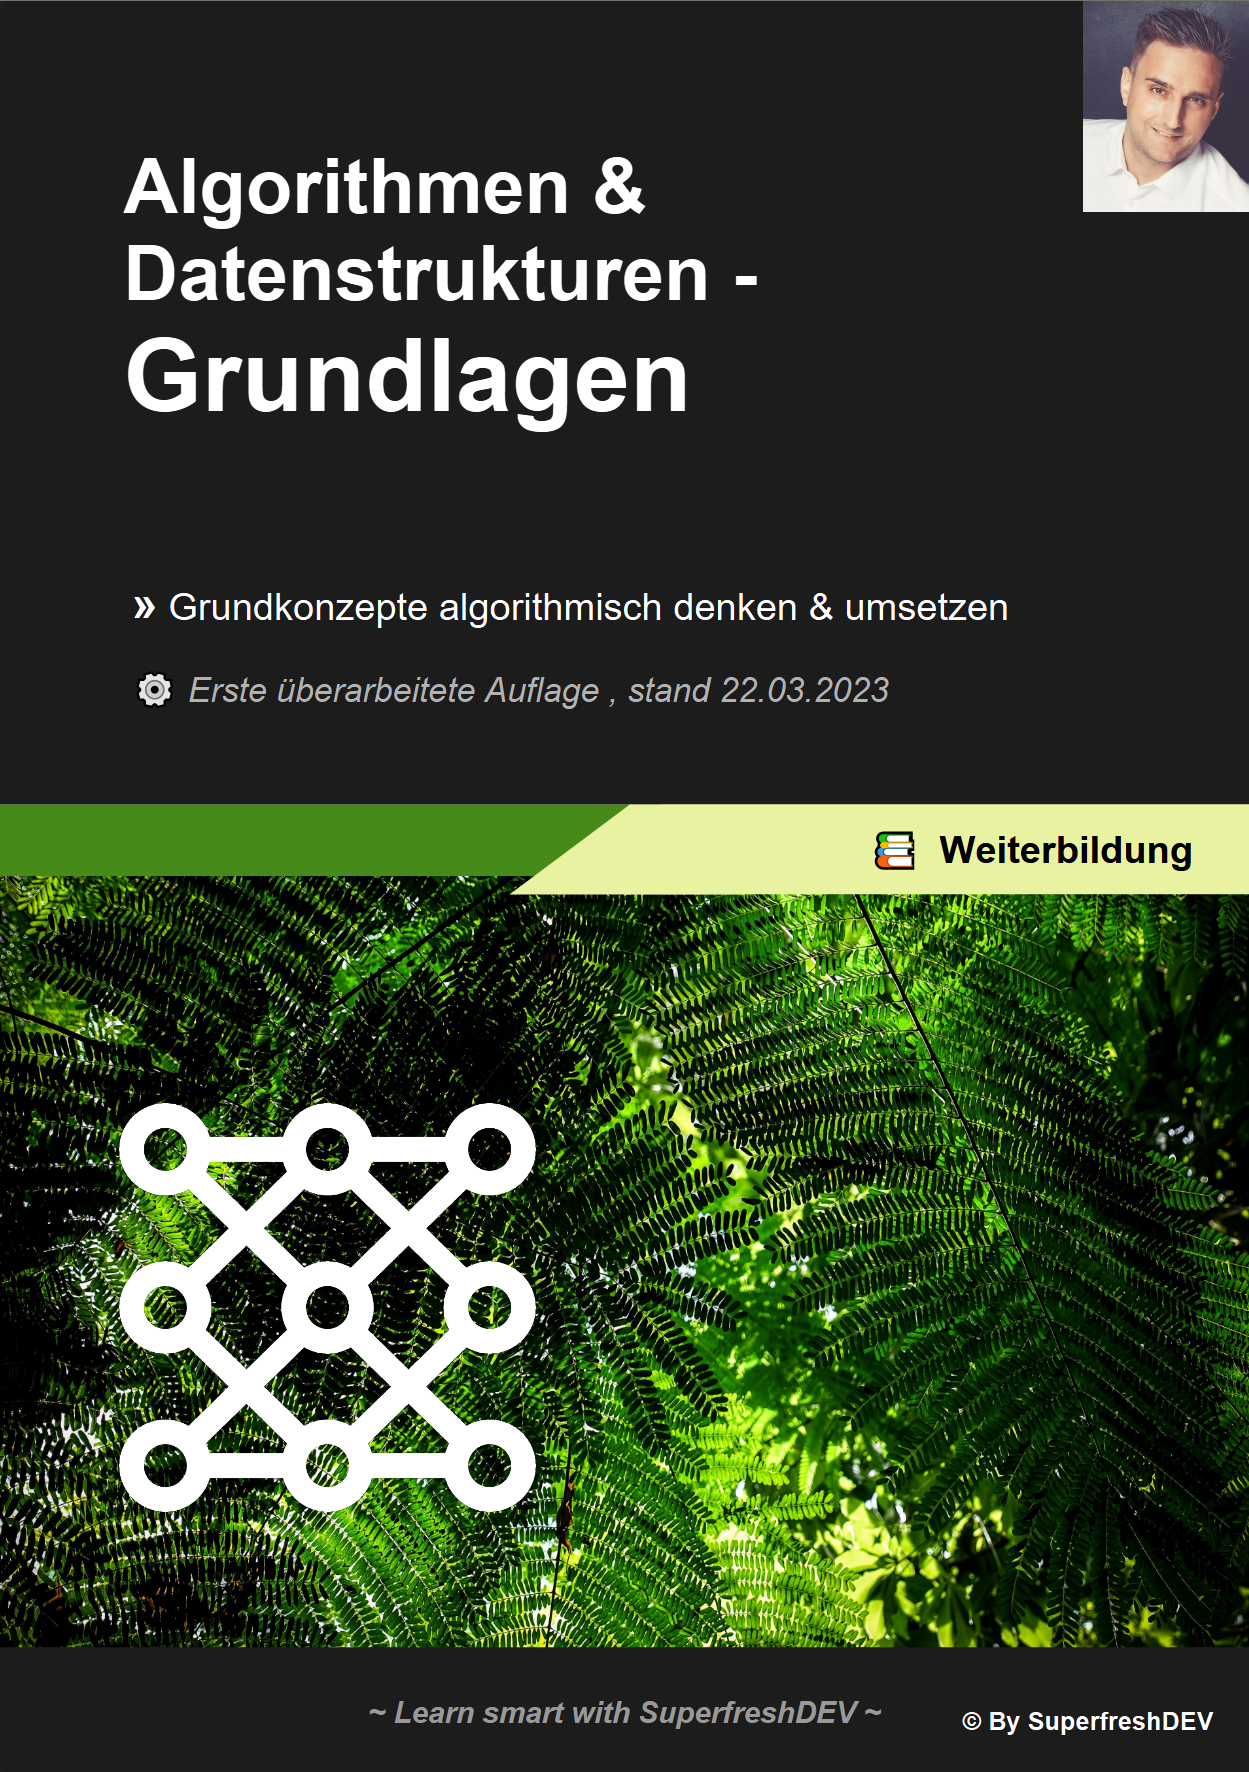 Algorithmen &
Datenstrukturen -
Grundlagen
» Grundkonzepte algorithmisch denken & umsetzen
Erste überarbeitete Auflage , stand 22.03.2023
Weiterbildung
~ Learn smart with SuperfreshDEV ~
© By SuperfreshDEV